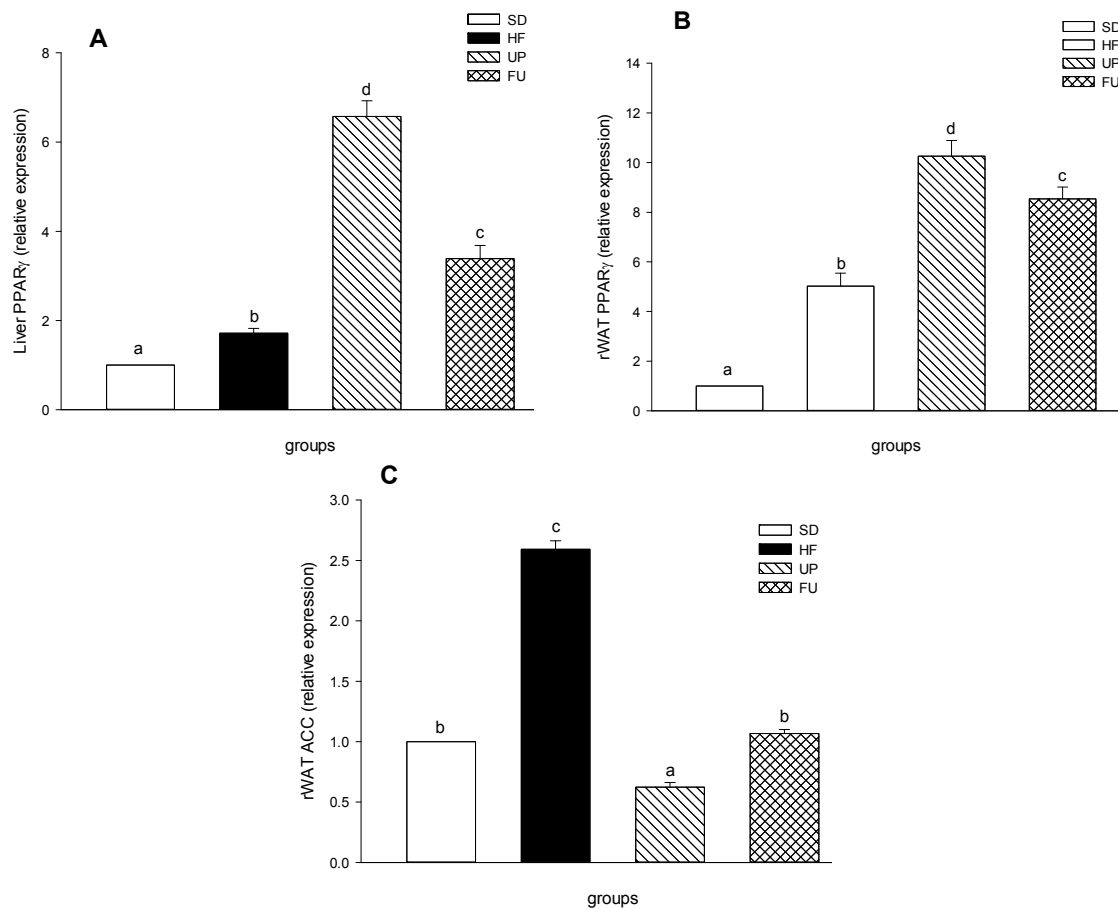 A
SD
HF
UP
FU
Liver PPARγ (relative expression)
8
6
4
2
0
a
b
d
c
groups
B
SD
HF
UP
FU
rWAT PPARγ (relative expression)
14
12
10
8
6
4
2
0
a
b
d
c
groups
C
SD
HF
UP
FU
rWAT ACC (relative expression)
3.0
2.5
2.0
1.5
1.0
0.5
0.0
b
c
a
b
groups